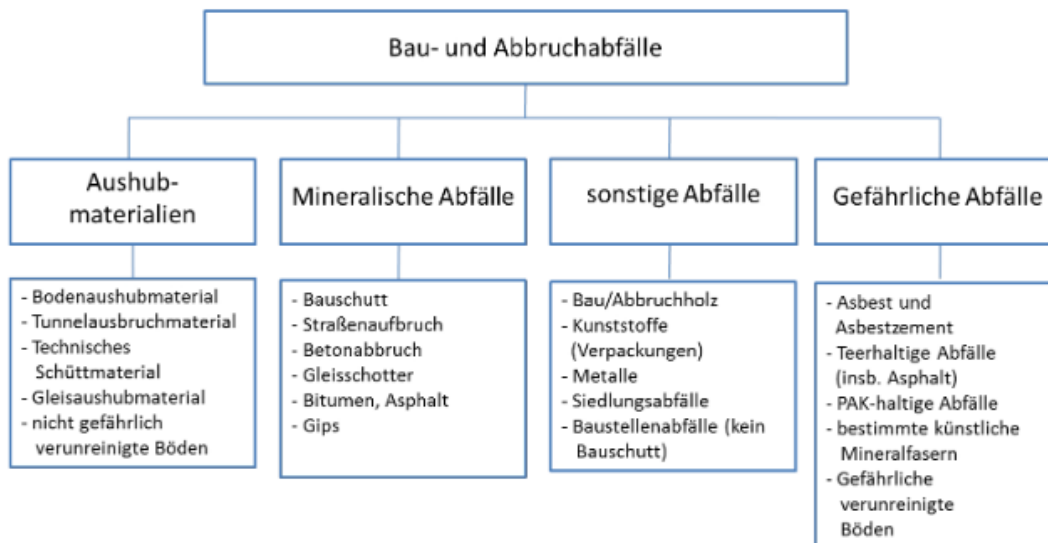 Bau- und Abbruchabfälle
Aushub-
materialien
Mineralische Abfälle
sonstige Abfälle
Gefährliche Abfälle
- Bodenaushubmaterial
- Tunnelausbruchmaterial
- Technisches
Schüttmaterial
- Gleisaushubmaterial
- nicht gefährlich
verunreinigte Böden
- Bauschutt
- Straßenaufbruch
- Betonabbruch
- Gleisschotter
- Bitumen, Asphalt
- Gips
- Bau/Abbruchholz
- Kunststoffe
(Verpackungen)
- Metalle
- Siedlungsabfälle
- Baustellenabfälle (kein
Bauschutt)
- Asbest und
Asbestzement
- Teerhaltige Abfälle
(insb. Asphalt)
- PAK-haltige Abfälle
- bestimmte künstliche
Mineralfasern
- Gefährliche
verunreinigte
Böden